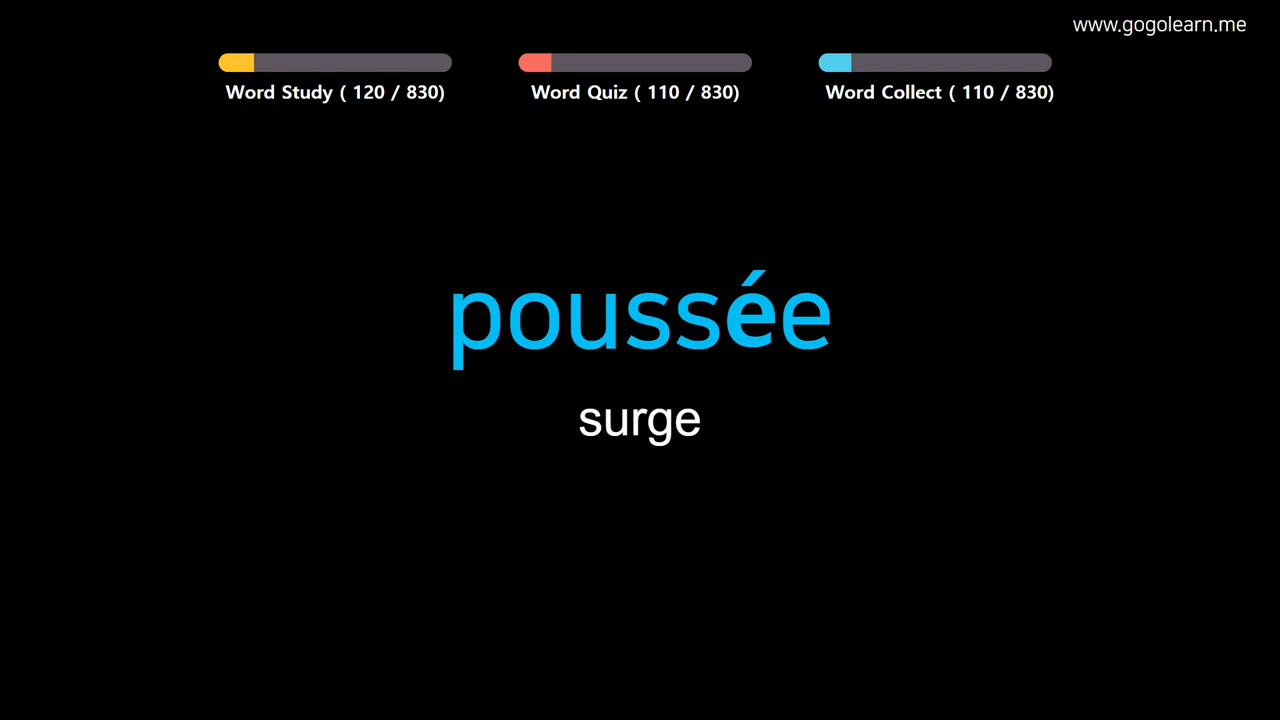 www.gogolearn.me
Word Study ( 120 / 830)
Word Quiz ( 110 / 830)
Word Collect ( 110 / 830)
poussée
surge